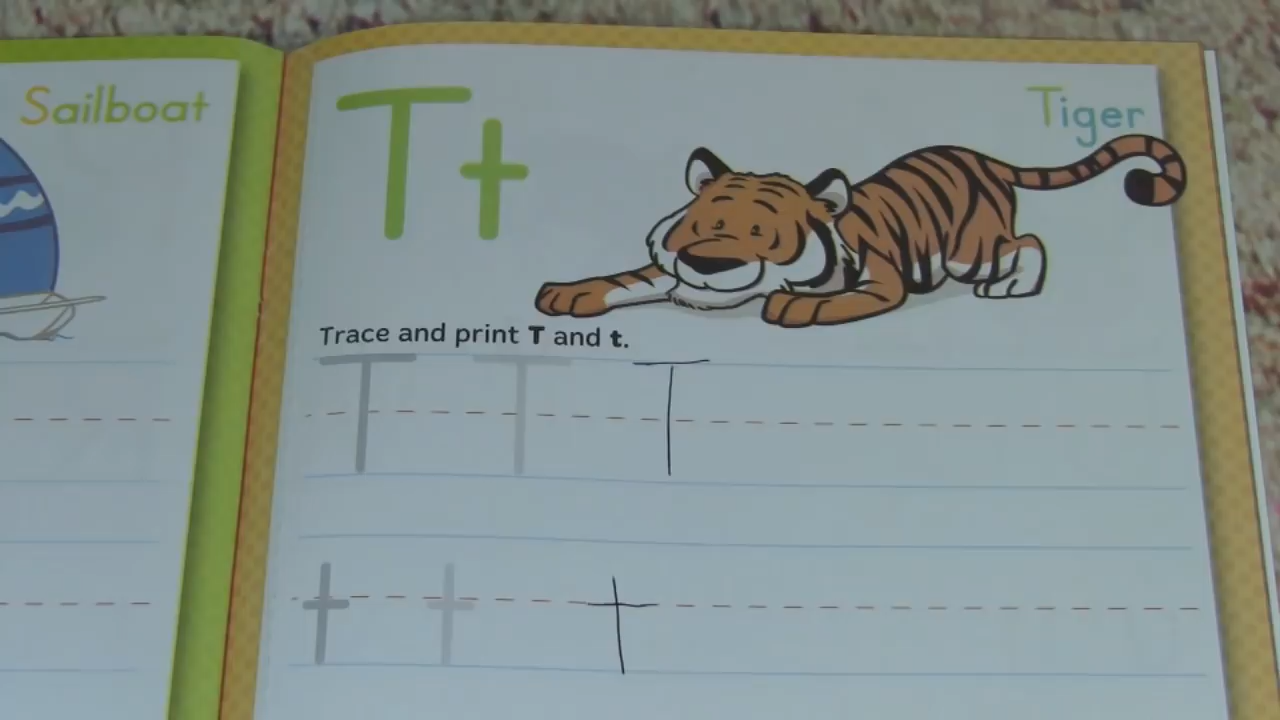 Sailboat
Tt
Tiger
Trace and print T and t.
T T T
t t t